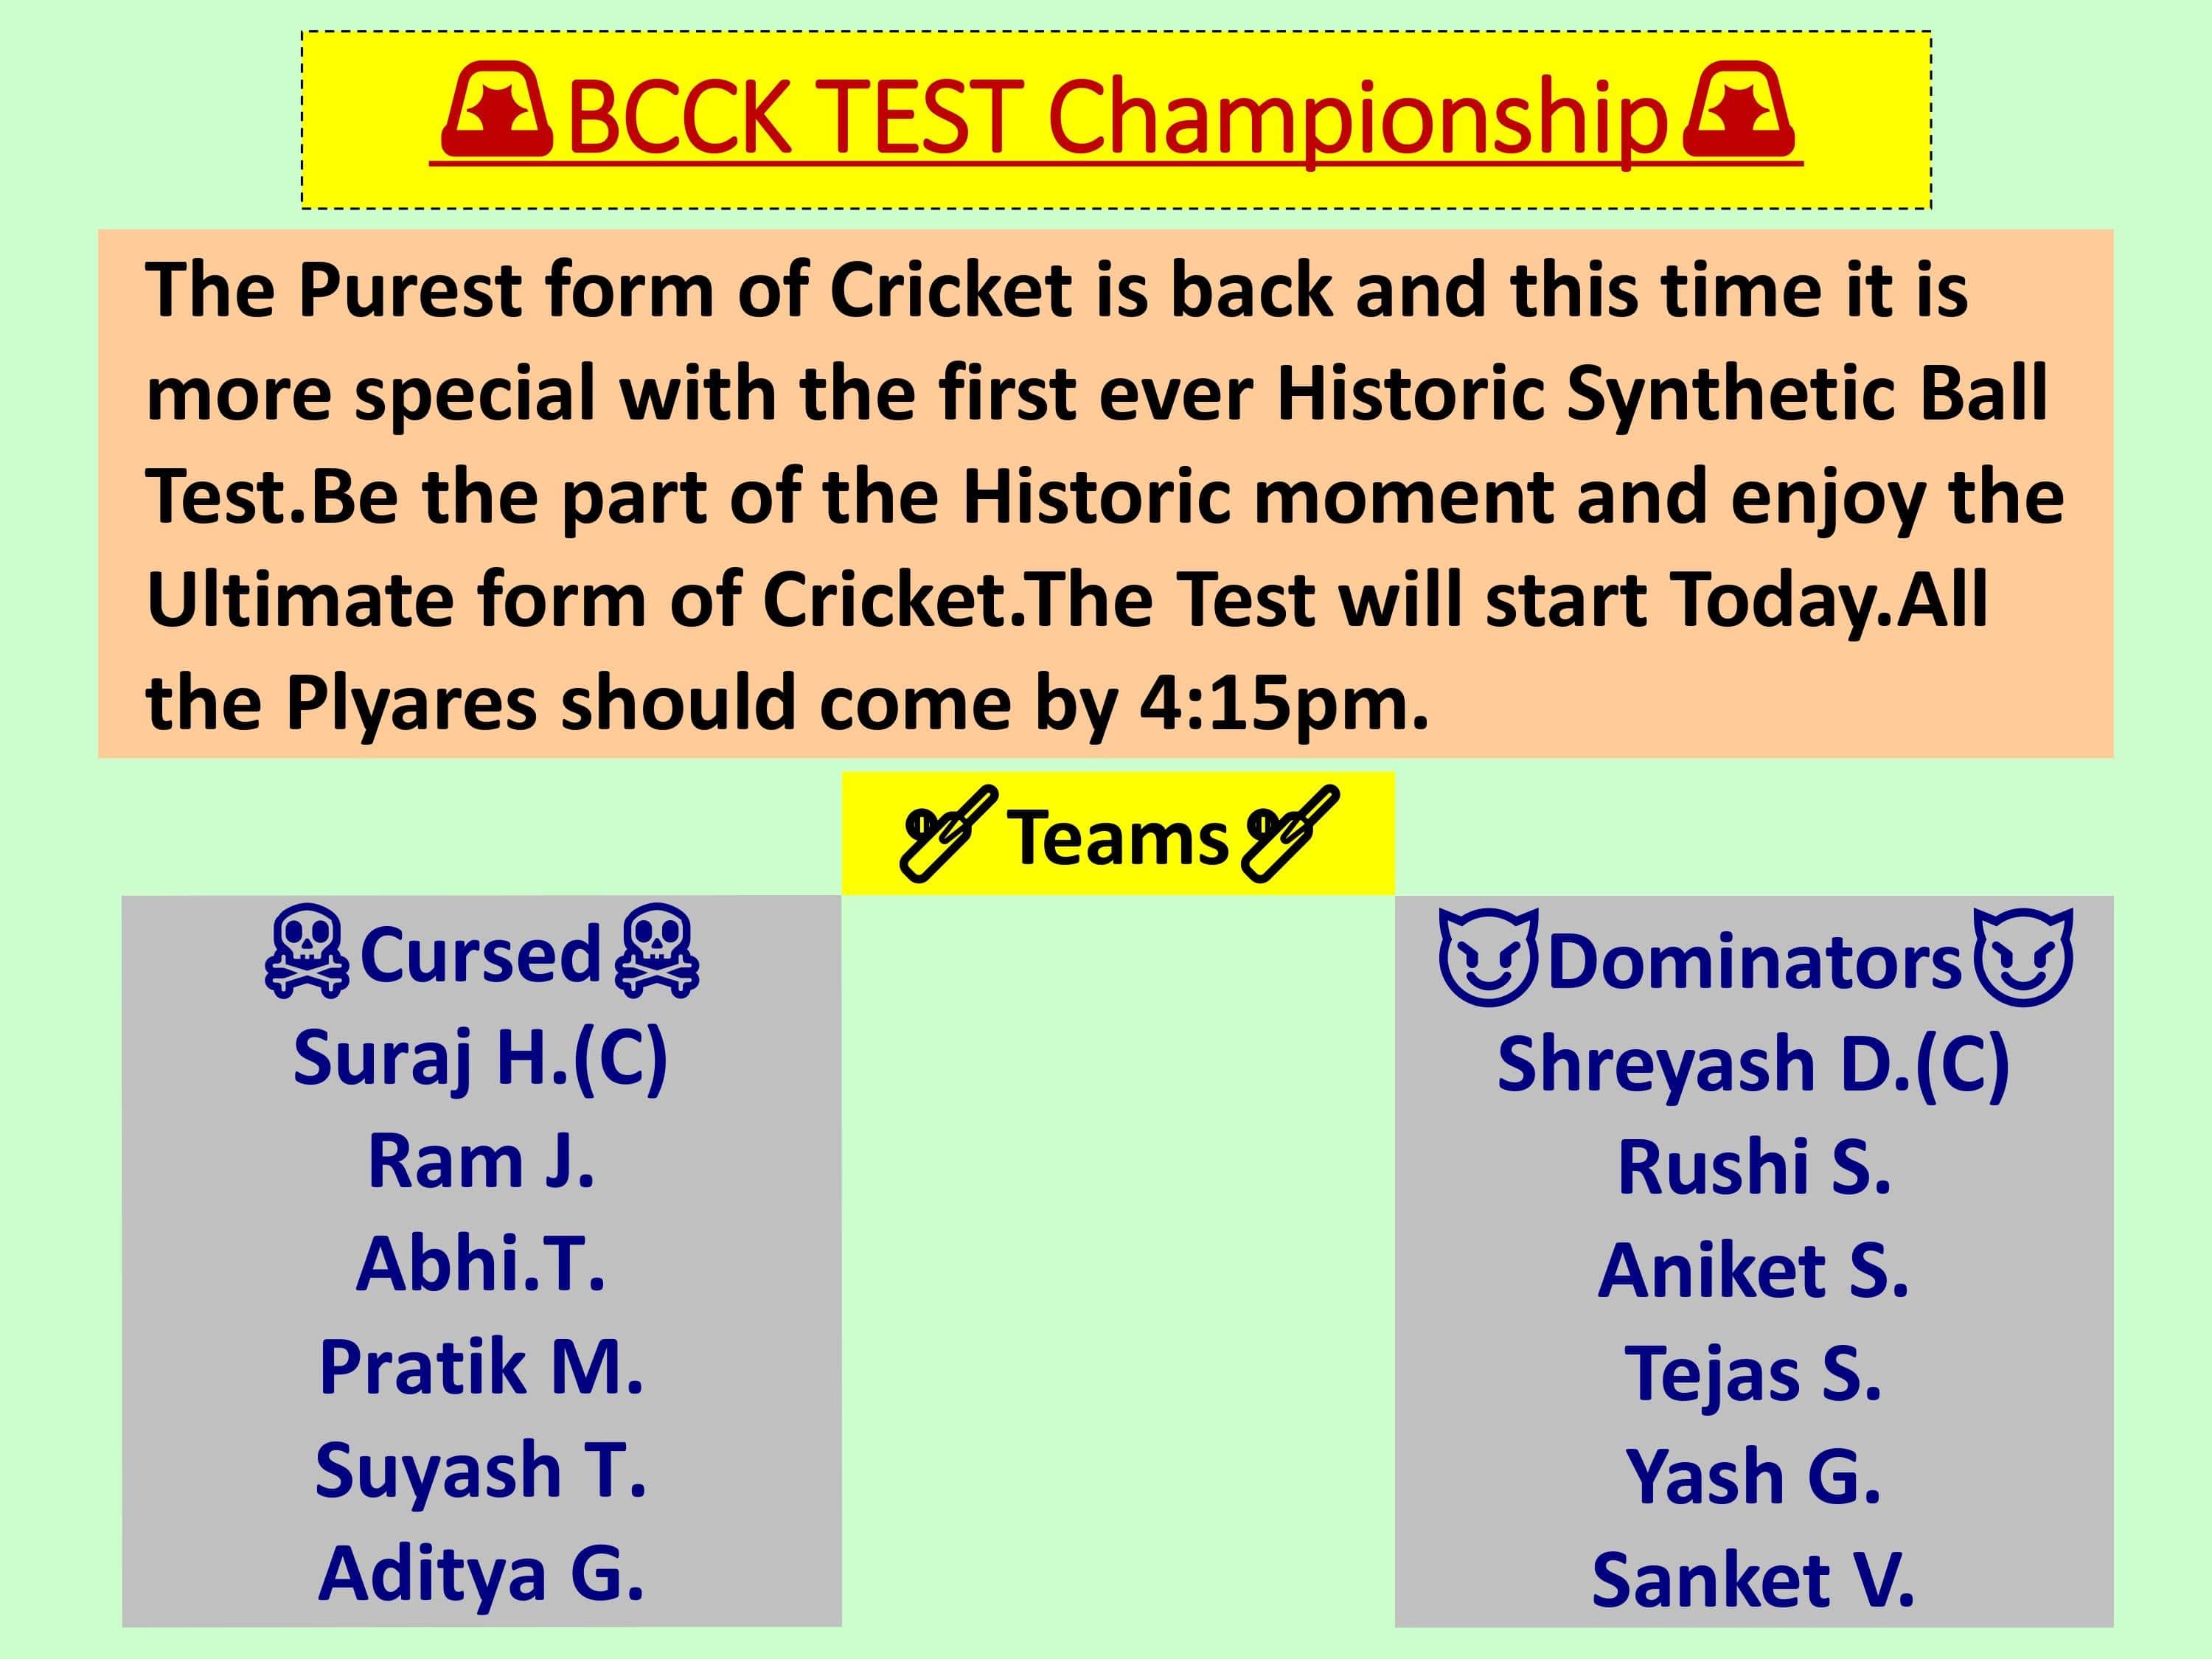 🚨BCCK TEST Championship🚨
The Purest form of Cricket is back and this time it is
more special with the first ever Historic Synthetic Ball
Test.Be the part of the Historic moment and enjoy the
Ultimate form of Cricket.The Test will start Today.All
the Plyares should come by 4:15pm.
🏏Teams🏏
☠Cursed☠
Suraj H.(C)
Ram J.
Abhi.T.
Pratik M.
Suyash T.
Aditya G.
😈Dominators😈
Shreyash D.(C)
Rushi S.
Aniket S.
Tejas S.
Yash G.
Sanket V.